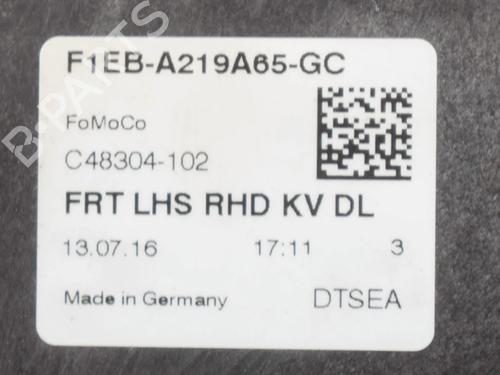 F1EB-A219A65-GC
FoMoCo
C48304-102
FRT LHS RHD KV DL
13.07.16 17:11 3
Made in Germany DTSEA
B-PARTS